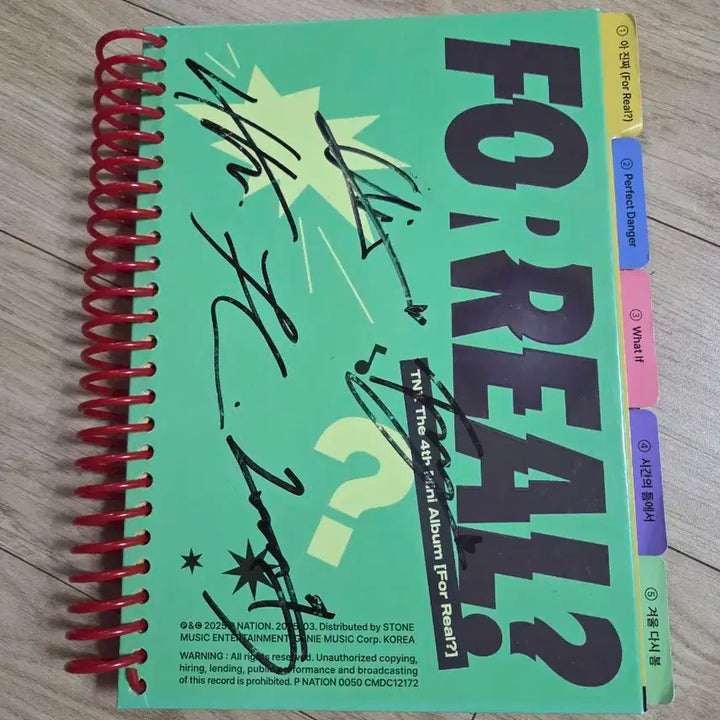 FOR REAL?
TNX The 4th Mini Album [For Real?]
① 아 진짜 (For Real?)
② Perfect Danger
③ What If
④ 시간의 틈에서
⑤ 겨울 다시 봄
℗&© 2025 P NATION. 2025. 03. Distributed by STONE
MUSIC ENTERTAINMENT, GENIE MUSIC Corp. KOREA
WARNING : All rights reserved. Unauthorized copying,
hiring, lending, public performance and broadcasting
of this record is prohibited. P NATION 0050 CMDC12172